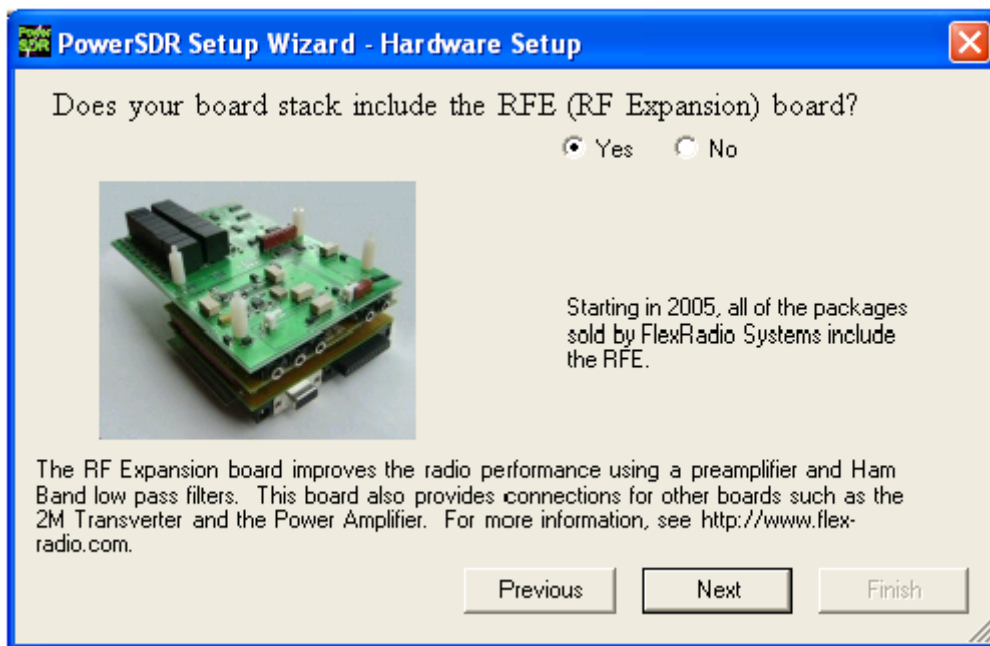 Power SDR PowerSDR Setup Wizard - Hardware Setup
Does your board stack include the RFE (RF Expansion) board?
Yes No
Starting in 2005, all of the packages
sold by FlexRadio Systems include
the RFE.
The RF Expansion board improves the radio performance using a preamplifier and Ham
Band low pass filters. This board also provides connections for other boards such as the
2M Transverter and the Power Amplifier. For more information, see http://www.flex-
radio.com.
Previous Next Finish